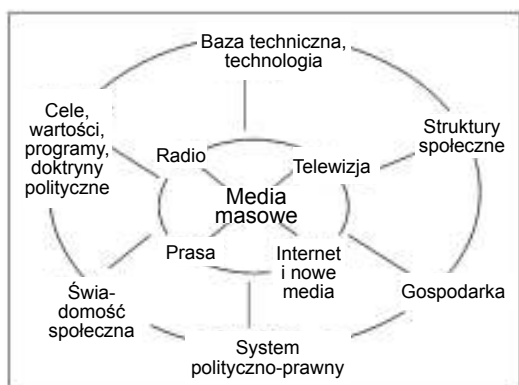 Baza techniczna,
technologia
Cele,
wartości,
programy,
doktryny
polityczne
Struktury
społeczne
Radio
Telewizja
Media
masowe
Prasa
Internet
i nowe
media
Świa-
domość
społeczna
Gospodarka
System
polityczno-prawny